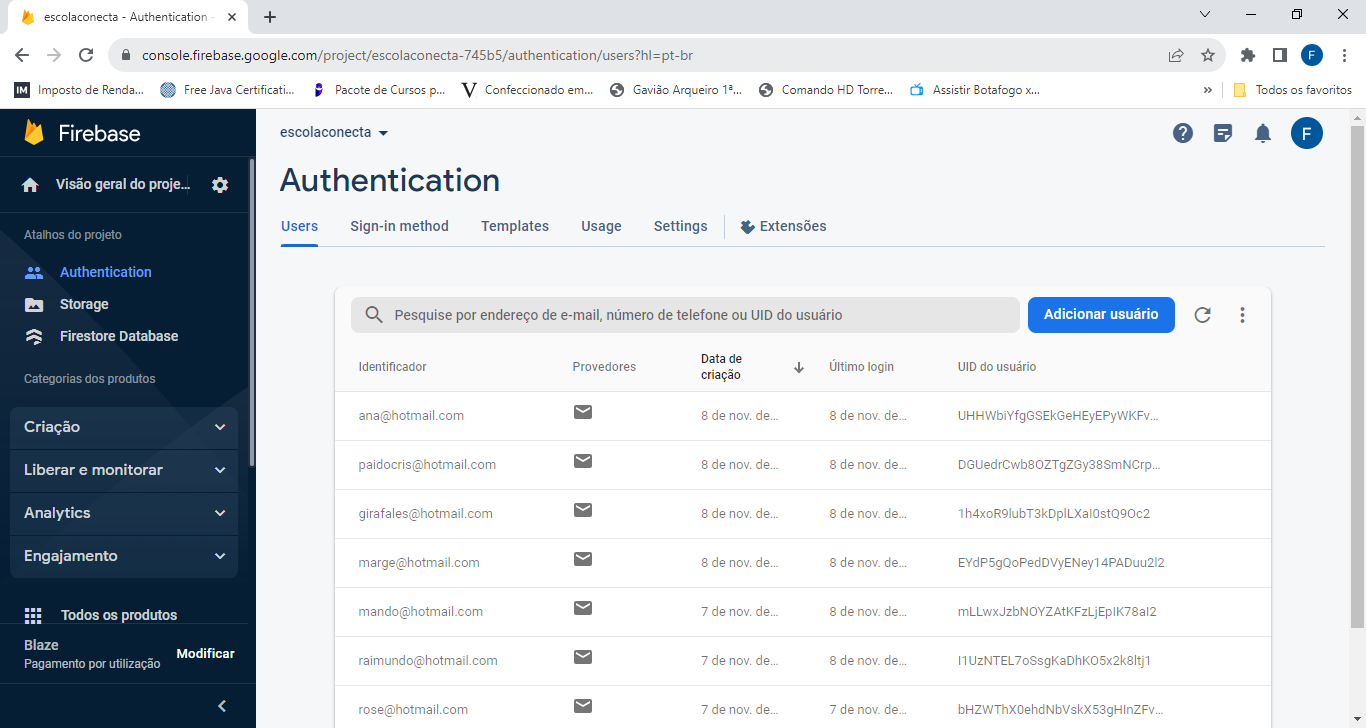 escolaconecta - Authentication -
console.firebase.google.com/project/escolaconecta-745b5/authentication/users?hl=pt-br
F
IM Imposto de Renda...
Free Java Certificati...
Pacote de Cursos p...
V Confeccionado em...
Gavião Arqueiro 1ª...
Comando HD Torre...
Assistir Botafogo x...
»
Todos os favoritos
Firebase
Visão geral do proje...
Atalhos do projeto
Authentication
Storage
Firestore Database
Categorias dos produtos
Criação
Liberar e monitorar
Analytics
Engajamento
Todos os produtos
Blaze
Pagamento por utilização
Modificar
escolaconecta
F
Authentication
Users Sign-in method Templates Usage Settings Extensões
Pesquise por endereço de e-mail, número de telefone ou UID do usuário
Adicionar usuário
Identificador Provedores Data de criação Último login UID do usuário
ana@hotmail.com 8 de nov. de... 8 de nov. de... UHHWbiYfgGSEkGeHEyEPyWKFv...
paidocris@hotmail.com 8 de nov. de... 8 de nov. de... DGUedrCwb8OZTgZGy38SmNCrp...
girafales@hotmail.com 8 de nov. de... 8 de nov. de... 1h4xoR9lubT3kDplLXaI0stQ9Oc2
marge@hotmail.com 8 de nov. de... 8 de nov. de... EYdP5gQoPedDVyENey14PADuu2l2
mando@hotmail.com 7 de nov. de... 8 de nov. de... mLLwxJzbNOYZAtKFzLjEpIK78aI2
raimundo@hotmail.com 7 de nov. de... 8 de nov. de... I1UzNTEL7oSsgKaDhKO5x2k8ltj1
rose@hotmail.com 7 de nov. de... 7 de nov. de... bHZWThX0ehdNbVskX53gHInZFv...